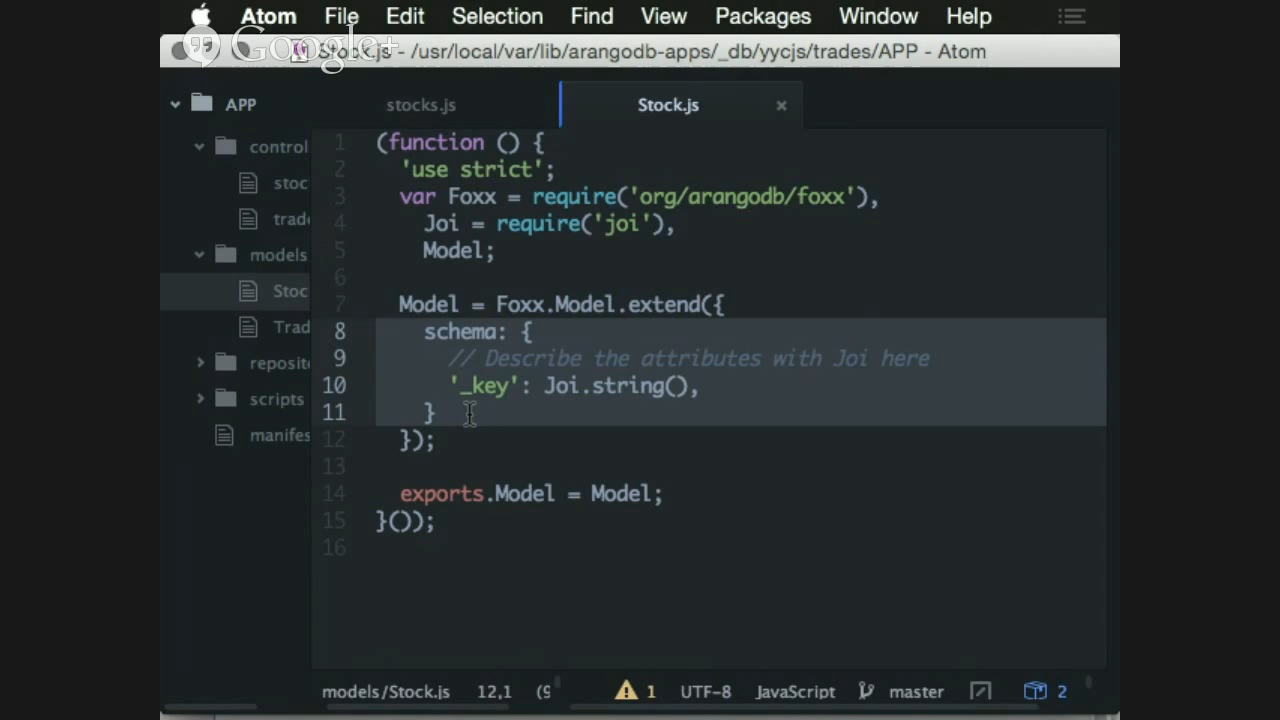 Atom File Edit Selection Find View Packages Window Help
Google+
Stock.js - /usr/local/var/lib/arangodb-apps/_db/yycjs/trades/APP - Atom
APP
control
stoc
trade
models
Stoc
Trad
reposit
scripts
manifes
stocks.js
Stock.js
1 (function () {
2 'use strict';
3 var Foxx = require('org/arangodb/foxx'),
4 Joi = require('joi'),
5 Model;
6
7 Model = Foxx.Model.extend({
8 schema: {
9 // Describe the attributes with Joi here
10 '_key': Joi.string(),
11 }
12 });
13
14 exports.Model = Model;
15 }());
16
models/Stock.js 12,1 (9 1 UTF-8 JavaScript master 2